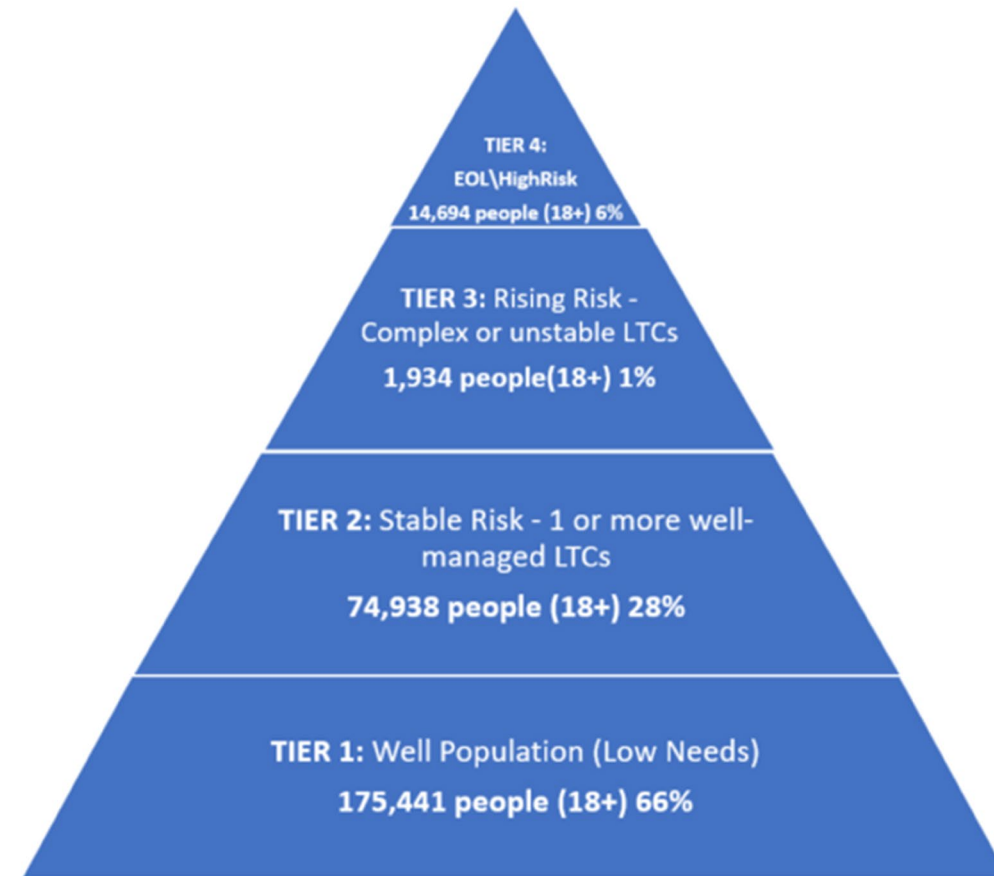 TIER 4:
EOL\HighRisk
14,694 people (18+) 6%
TIER 3: Rising Risk -
Complex or unstable LTCs
1,934 people(18+) 1%
TIER 2: Stable Risk - 1 or more well-
managed LTCs
74,938 people (18+) 28%
TIER 1: Well Population (Low Needs)
175,441 people (18+) 66%